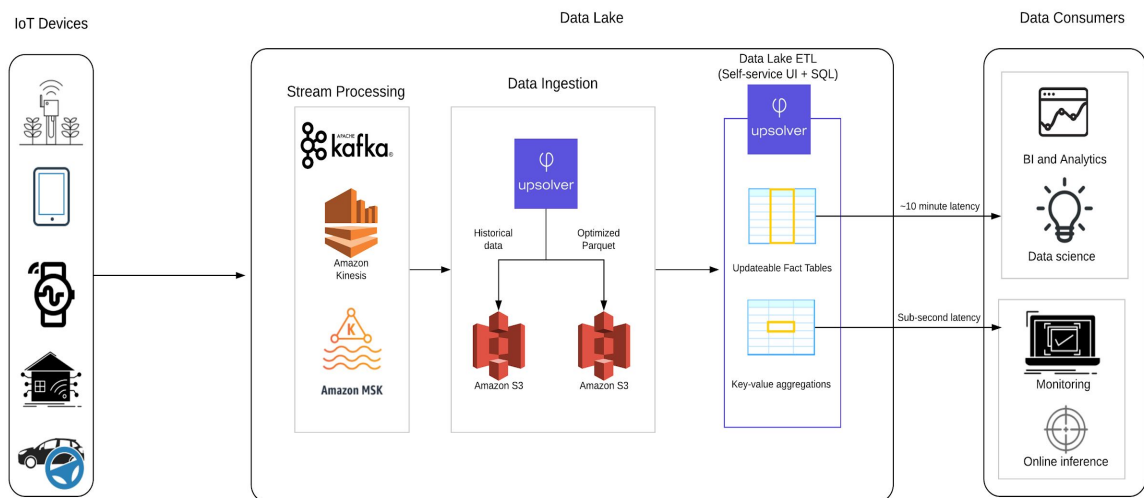 IoT Devices
Data Lake
Data Consumers
Stream Processing
APACHE
kafka®
Amazon
Kinesis
K
Amazon MSK
Data Ingestion
φ
upsolver
Historical
data
Optimized
Parquet
Amazon S3
Amazon S3
Data Lake ETL
(Self-service UI + SQL)
φ
upsolver
Updateable Fact Tables
Key-value aggregations
~10 minute latency
Sub-second latency
BI and Analytics
Data science
Monitoring
Online inference